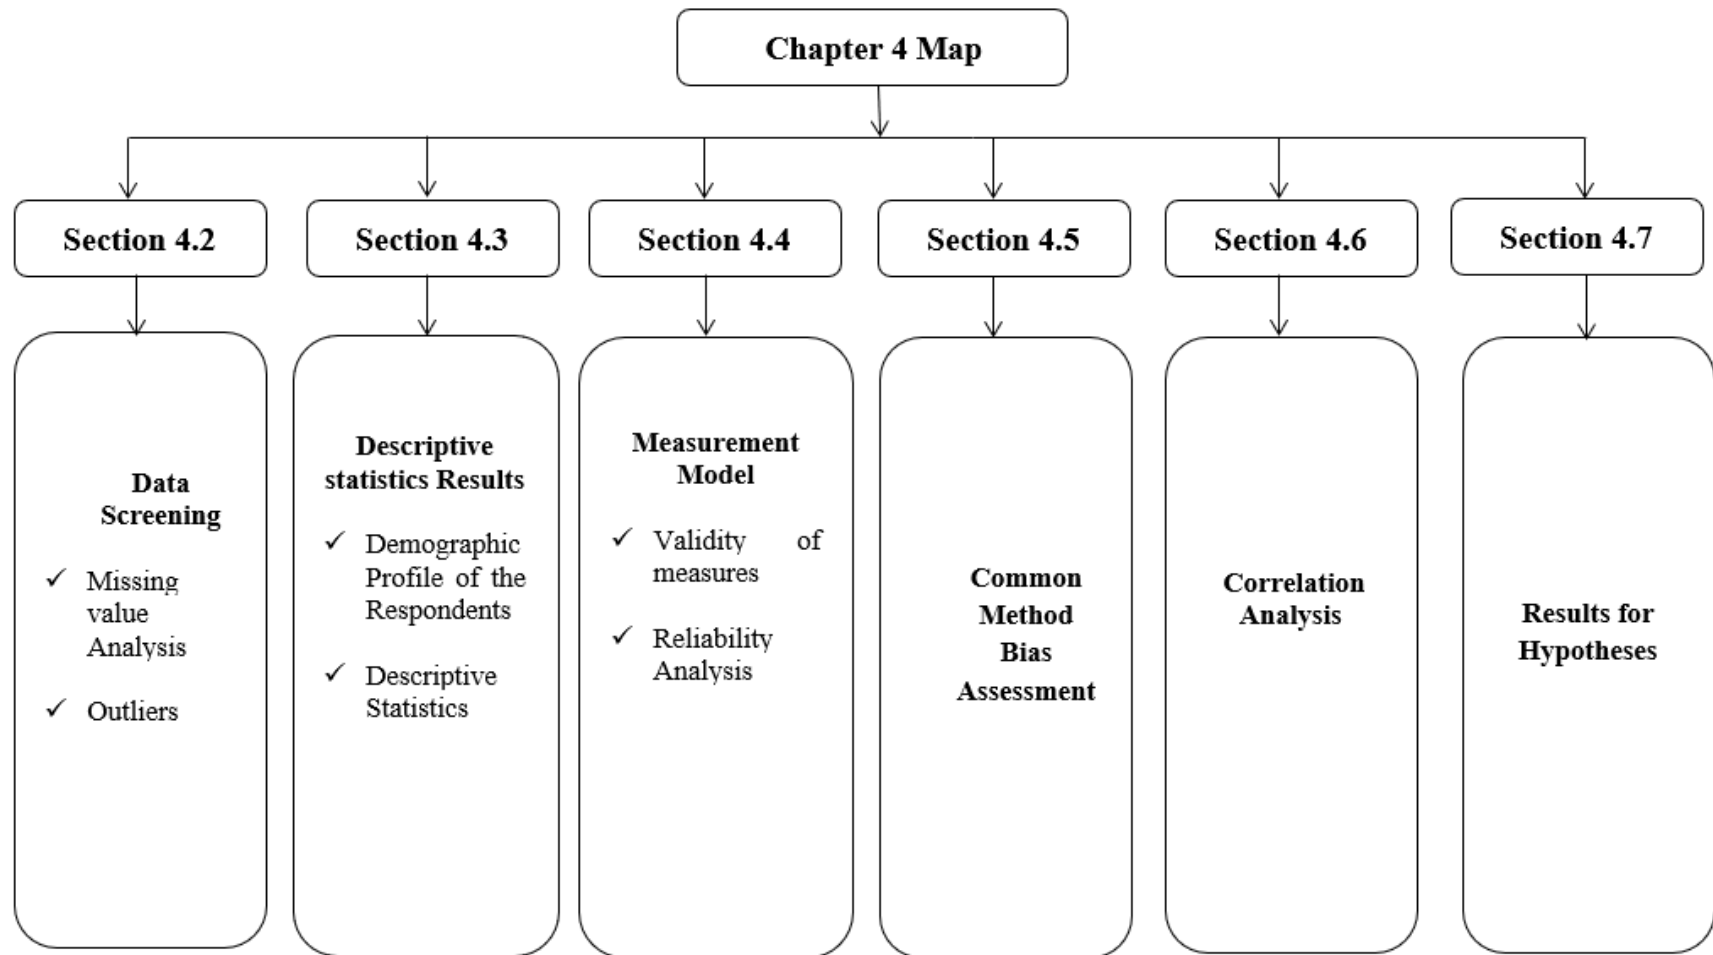 Chapter 4 Map
Section 4.2
Section 4.3
Section 4.4
Section 4.5
Section 4.6
Section 4.7
Data
Screening
✓ Missing
value
Analysis
✓ Outliers
Descriptive
statistics Results
✓ Demographic
Profile of the
Respondents
✓ Descriptive
Statistics
Measurement
Model
✓ Validity of
measures
✓ Reliability
Analysis
Common
Method
Bias
Assessment
Correlation
Analysis
Results for
Hypotheses